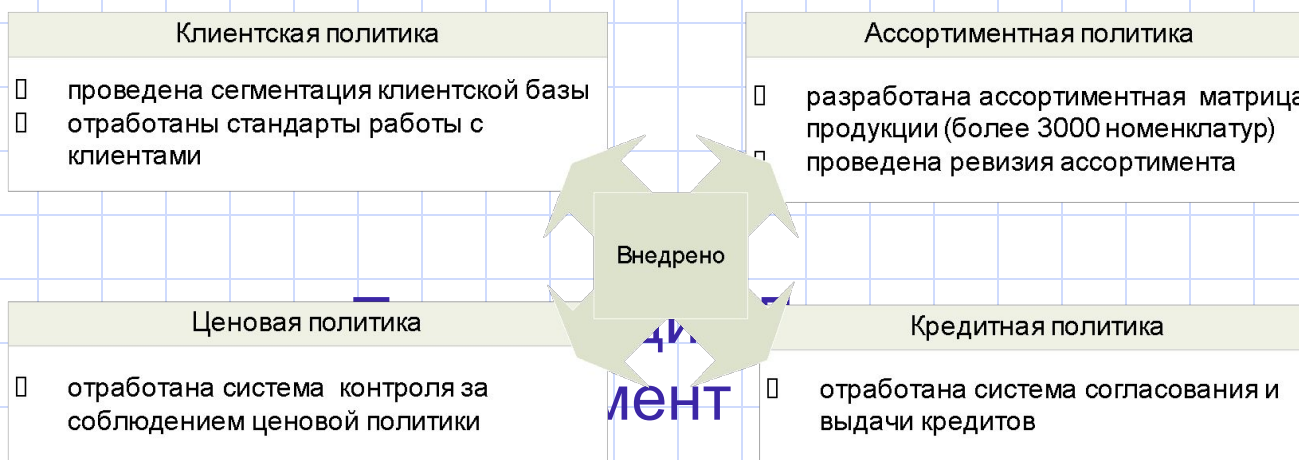 Клиентская политика
проведена сегментация клиентской базы
отработаны стандарты работы с
клиентами
Ассортиментная политика
разработана ассортиментная матрица
продукции (более 3000 номенклатур)
проведена ревизия ассортимента
Внедрено
Ценовая политика
отработана система контроля за
соблюдением ценовой политики
Кредитная политика
отработана система согласования и
выдачи кредитов